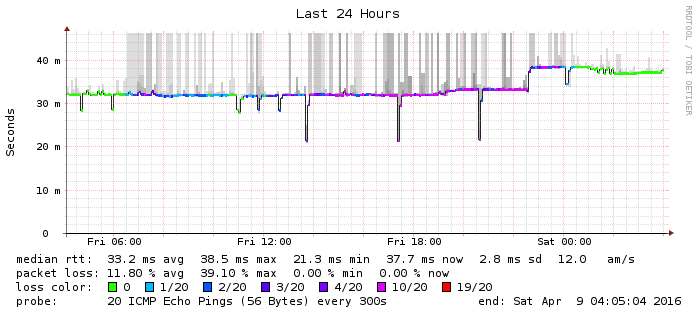 Last 24 Hours
RRDTOOL / TOBI OETIKER
Seconds
40 m
30 m
20 m
10 m
0
Fri 06:00 Fri 12:00 Fri 18:00 Sat 00:00
median rtt: 33.2 ms avg 38.5 ms max 21.3 ms min 37.7 ms now 2.8 ms sd 12.0 am/s
packet loss: 11.80 % avg 39.10 % max 0.00 % min 0.00 % now
loss color: 0 1/20 2/20 3/20 4/20 10/20 19/20
probe: 20 ICMP Echo Pings (56 Bytes) every 300s end: Sat Apr 9 04:05:04 2016